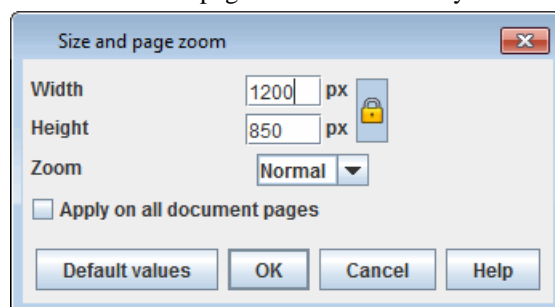 Size and page zoom
Width 1200 px
Height 850 px
Zoom Normal
Apply on all document pages
Default values OK Cancel Help